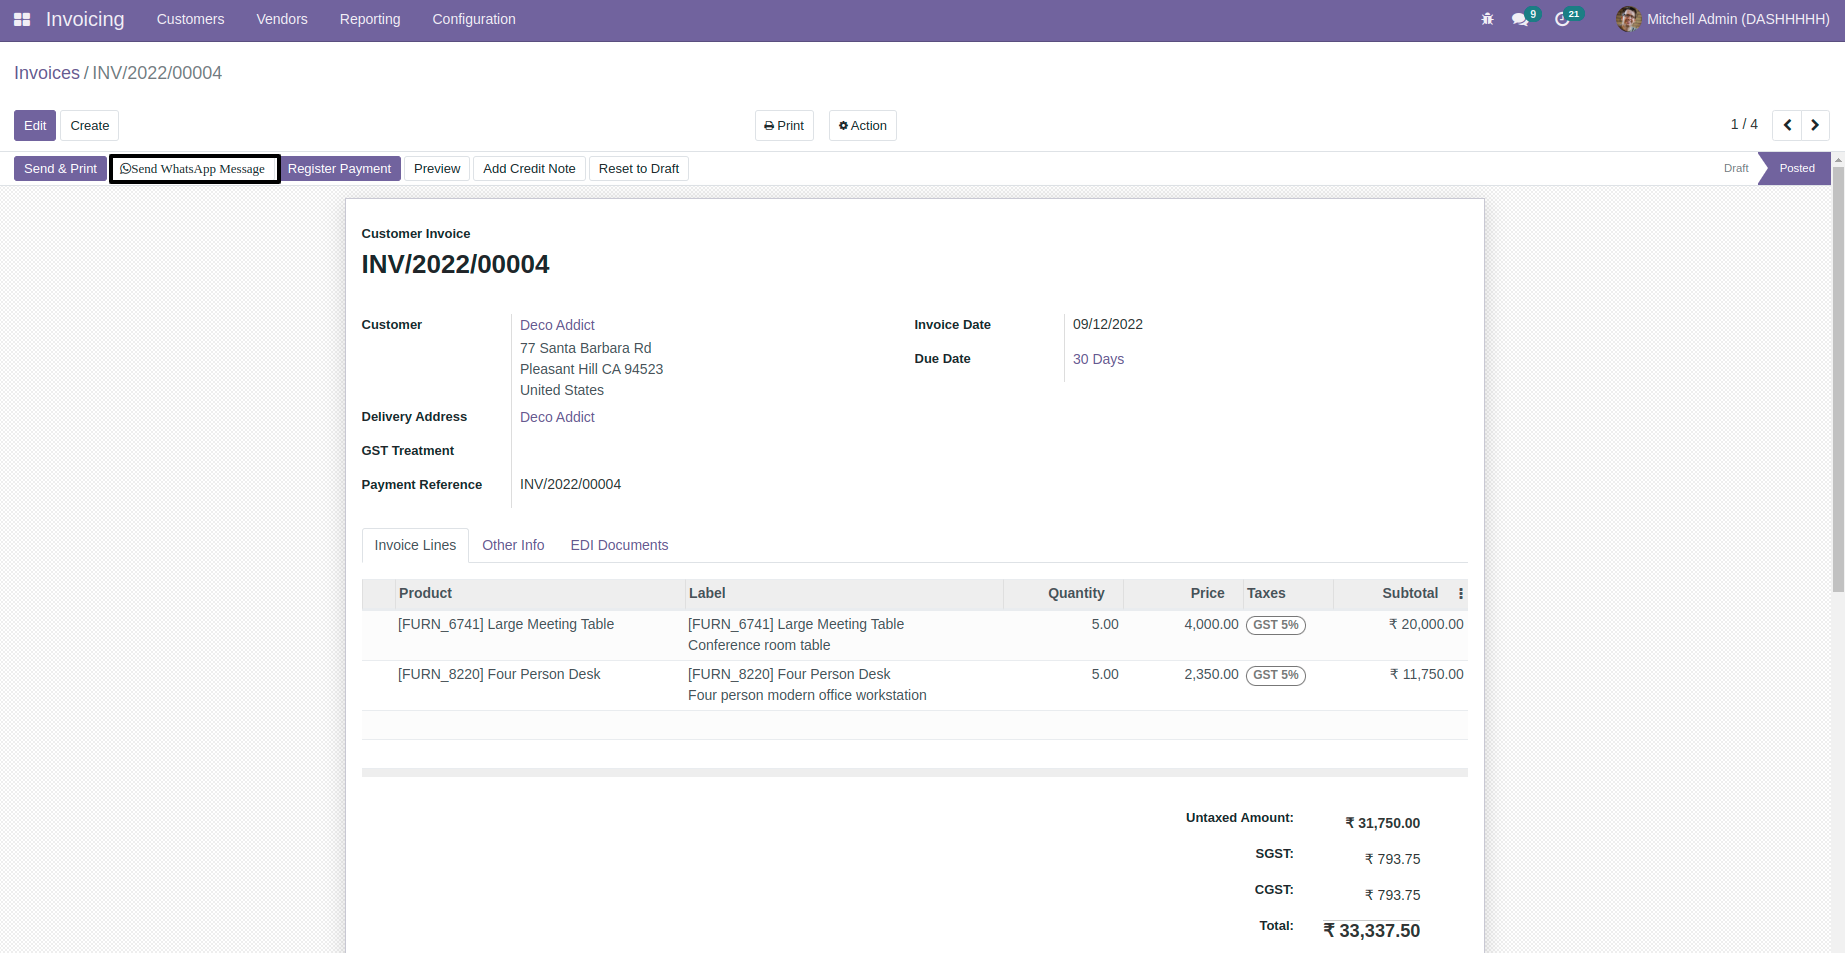 Invoicing Customers Vendors Reporting Configuration 9 21 Mitchell Admin (DASHHHHH)
Invoices / INV/2022/00004
Edit Create Print Action 1 / 4
Send & Print Send WhatsApp Message Register Payment Preview Add Credit Note Reset to Draft Draft Posted
Customer Invoice
INV/2022/00004
Customer Deco Addict Invoice Date 09/12/2022
77 Santa Barbara Rd
Due Date 30 Days
Pleasant Hill CA 94523
United States
Delivery Address Deco Addict
GST Treatment
Payment Reference INV/2022/00004
Invoice Lines Other Info EDI Documents
Product Label Quantity Price Taxes Subtotal
[FURN_6741] Large Meeting Table [FURN_6741] Large Meeting Table 5.00 4,000.00 GST 5% ₹ 20,000.00
Conference room table
[FURN_8220] Four Person Desk [FURN_8220] Four Person Desk 5.00 2,350.00 GST 5% ₹ 11,750.00
Four person modern office workstation
Untaxed Amount: ₹ 31,750.00
SGST: ₹ 793.75
CGST: ₹ 793.75
Total: ₹ 33,337.50